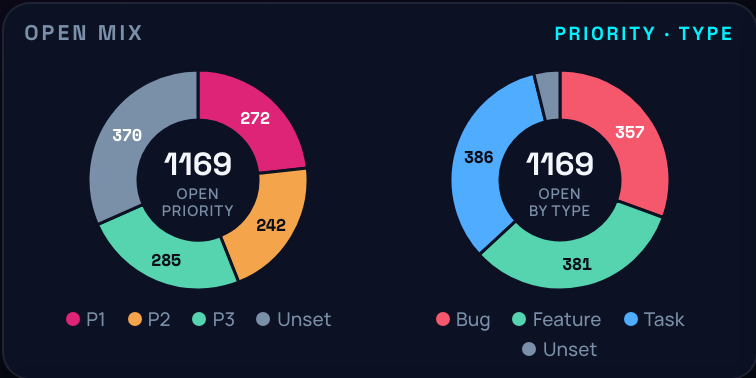 OPEN MIX
PRIORITY · TYPE
272
370
1169
OPEN
PRIORITY
242
285
P1
P2
P3
Unset
357
386
1169
OPEN
BY TYPE
381
Bug
Feature
Task
Unset